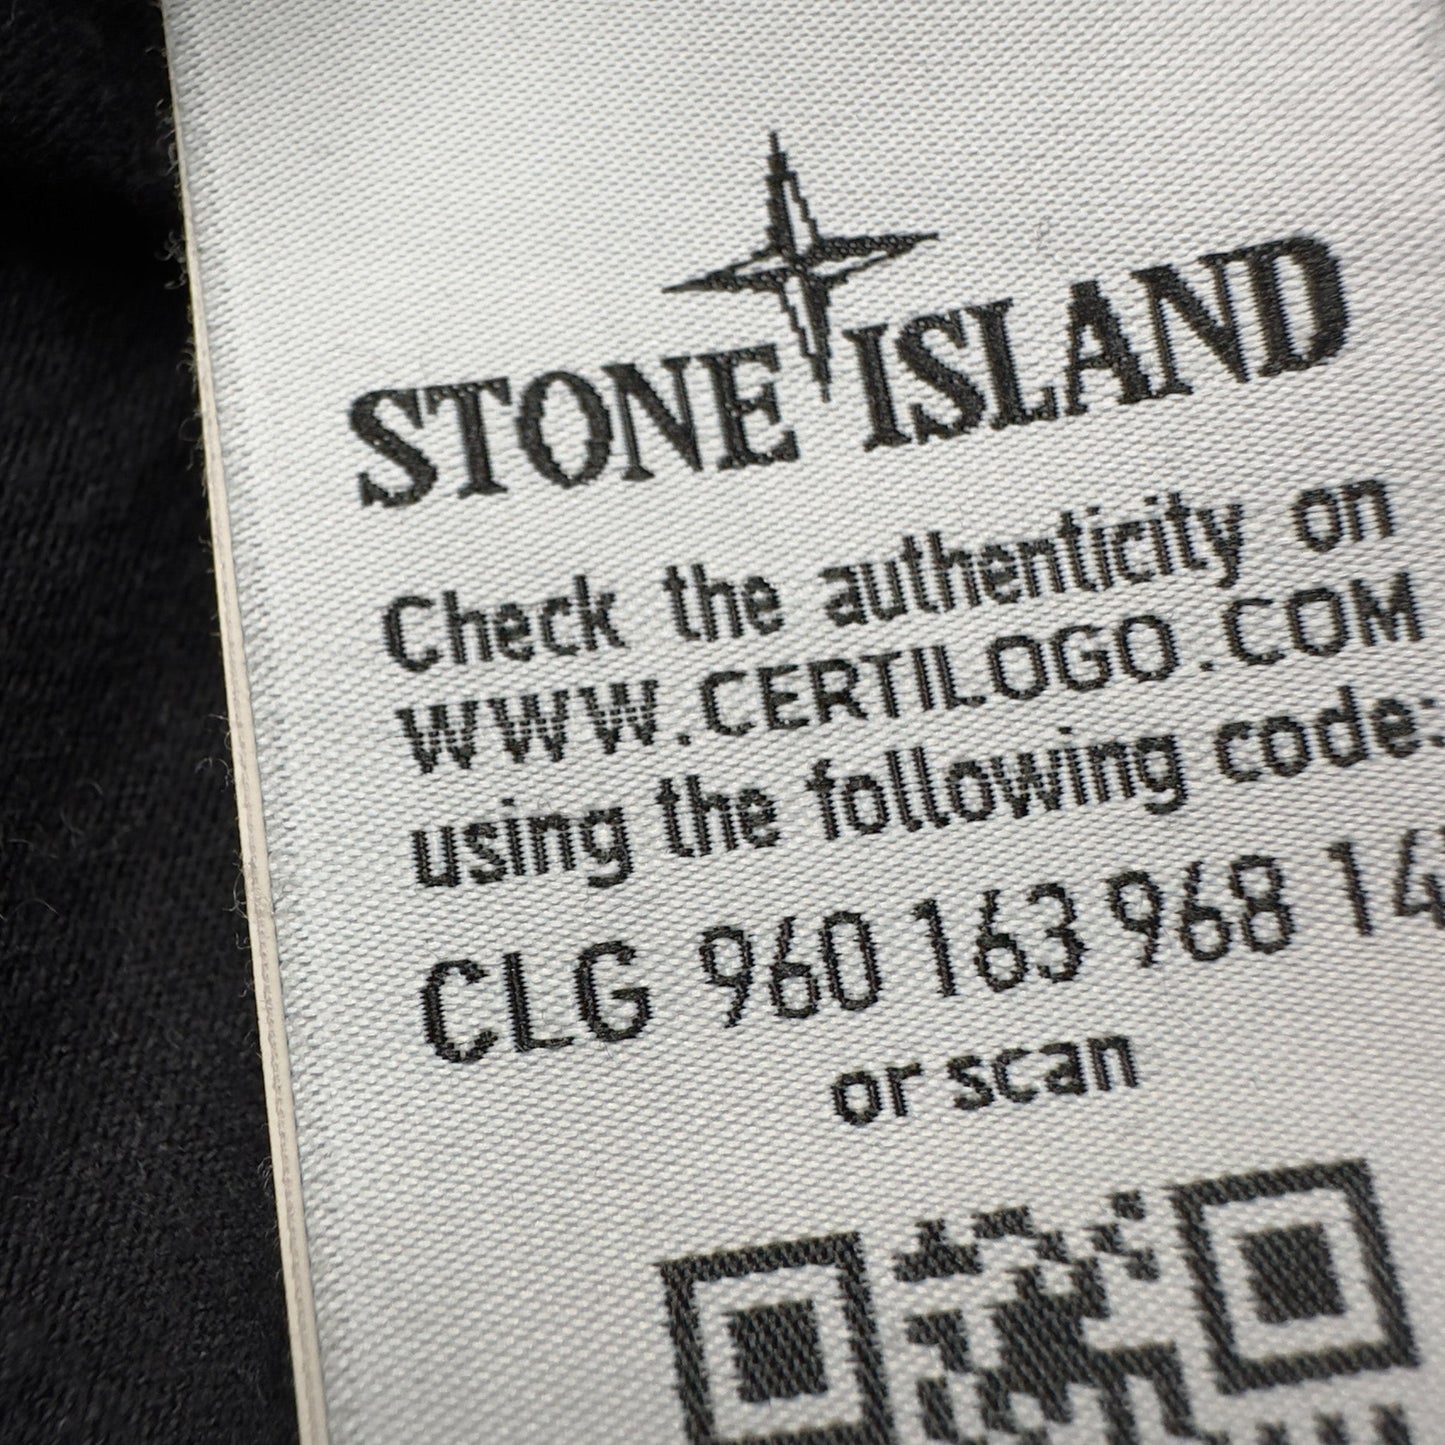 STONE ISLAND
Check the authenticity on
WWW.CERTILOGO.COM
using the following code:
CLG 960 163 968 14
or scan